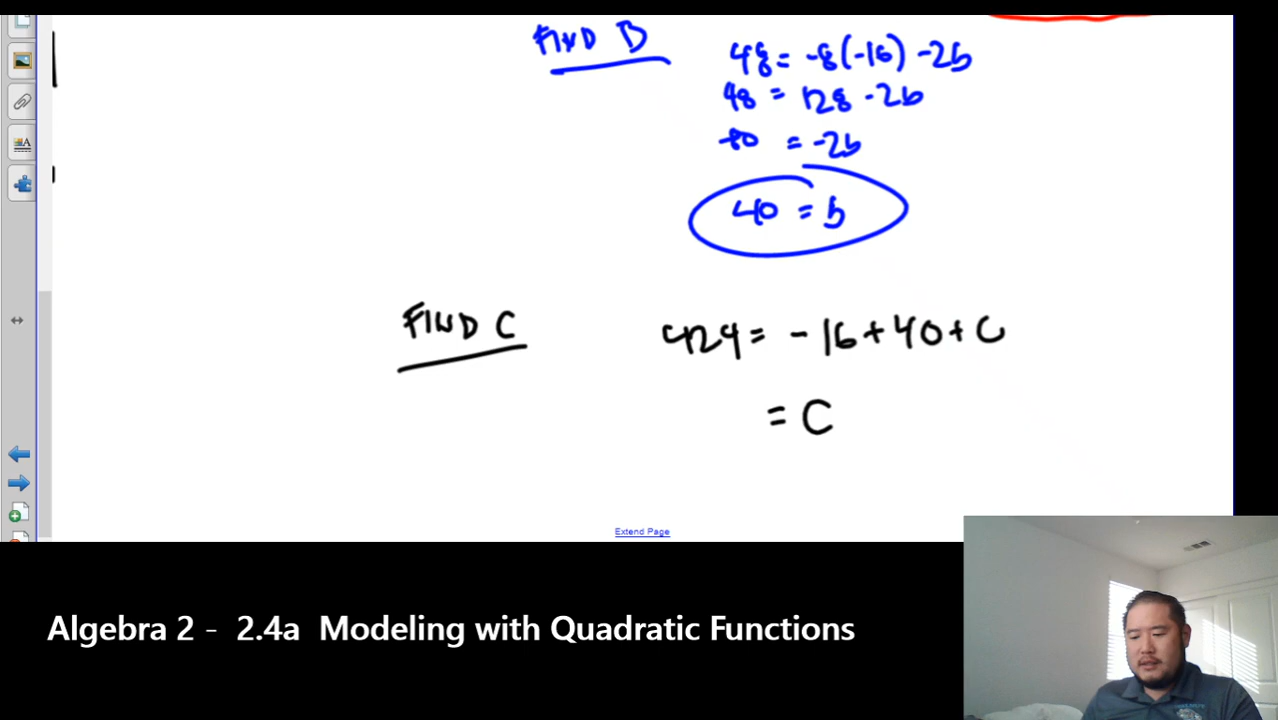 FIND B
48 = -8(-16) -2b
48 = 128 -2b
-80 = -2b
40 = b
FIND C
424 = -16+40+C
= C
Extend Page
Algebra 2 - 2.4a Modeling with Quadratic Functions